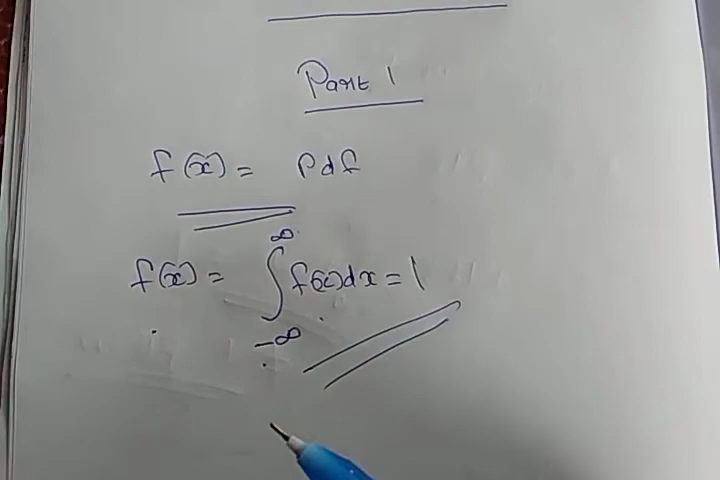 Part 1
f(x) = Pdf
f(x) = ∫_{-∞}^{∞} f(x)dx = 1